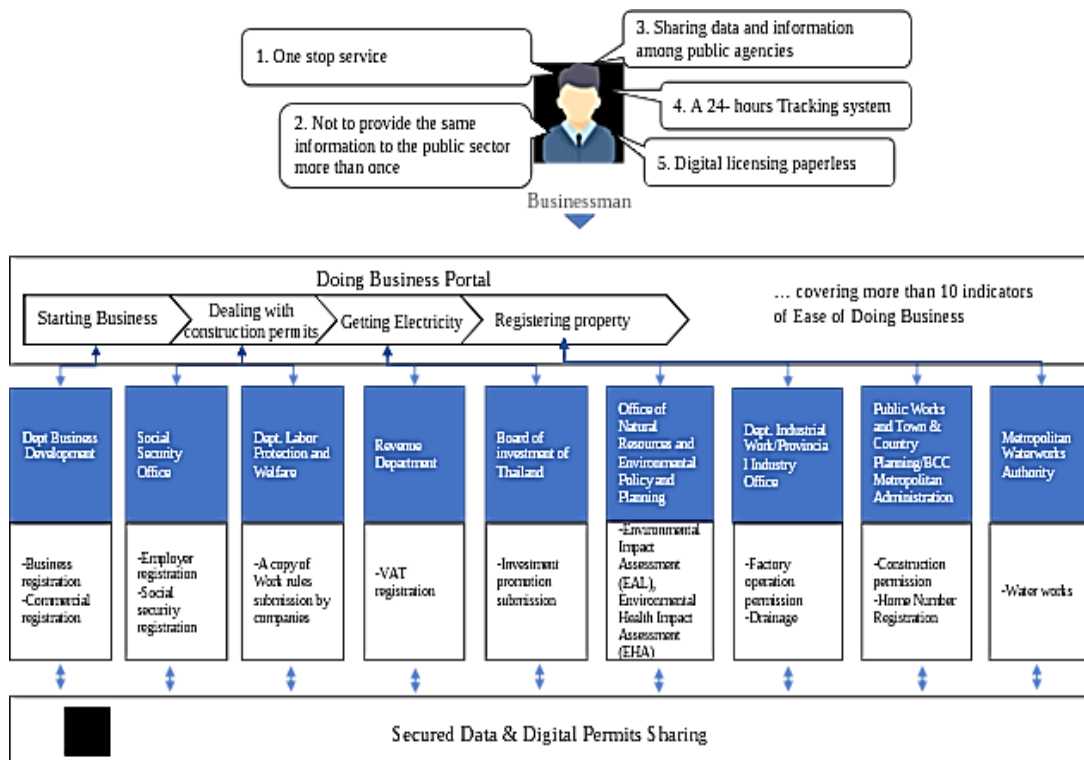 1. One stop service
2. Not to provide the same
information to the public sector
more than once
3. Sharing data and information
among public agencies
4. A 24- hours Tracking system
5. Digital licensing paperless
Businessman
Doing Business Portal
Starting Business
Dealing with
construction permits
Getting Electricity
Registering property
... covering more than 10 indicators
of Ease of Doing Business
Dept Business
Development
Social
Security
Office
Dept. Labor
Protection and
Welfare
Revenue
Department
Board of
investment of
Thailand
Office of
Natural
Resources and
Environmental
Policy and
Planning
Dept. Industrial
Work/Provincia
l Industry
Office
Public Works
and Town &
Country
Planning/BCC
Metropolitan
Administration
Metropolitan
Waterworks
Authority
-Business
registration
-Commercial
registration
-Employer
registration
-Social
security
registration
-A copy of
Work rules
submission by
companies
-VAT
registration
-Investment
promotion
submission
-Environmental
Impact
Assessment
(EAL),
Environmental
Health Impact
Assessment
(EHA)
-Factory
operation
permission
-Drainage
-Construction
permission
-Home Number
Registration
-Water works
Secured Data & Digital Permits Sharing